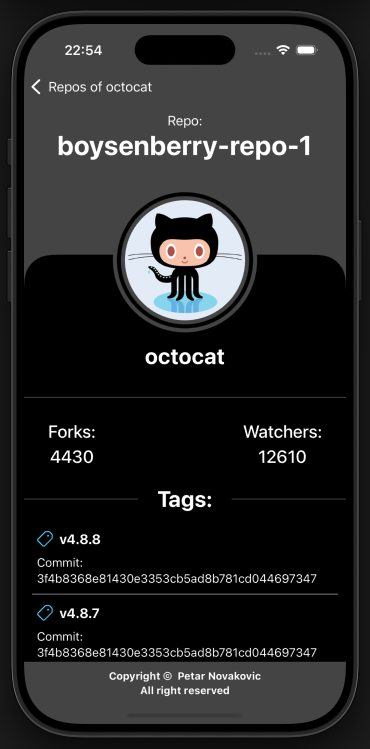 22:54
Repos of octocat
Repo:
boysenberry-repo-1
octocat
Forks:
4430
Watchers:
12610
Tags:
v4.8.8
Commit:
3f4b8368e81430e3353cb5ad8b781cd044697347
v4.8.7
Commit:
3f4b8368e81430e3353cb5ad8b781cd044697347
Copyright © Petar Novakovic
All right reserved